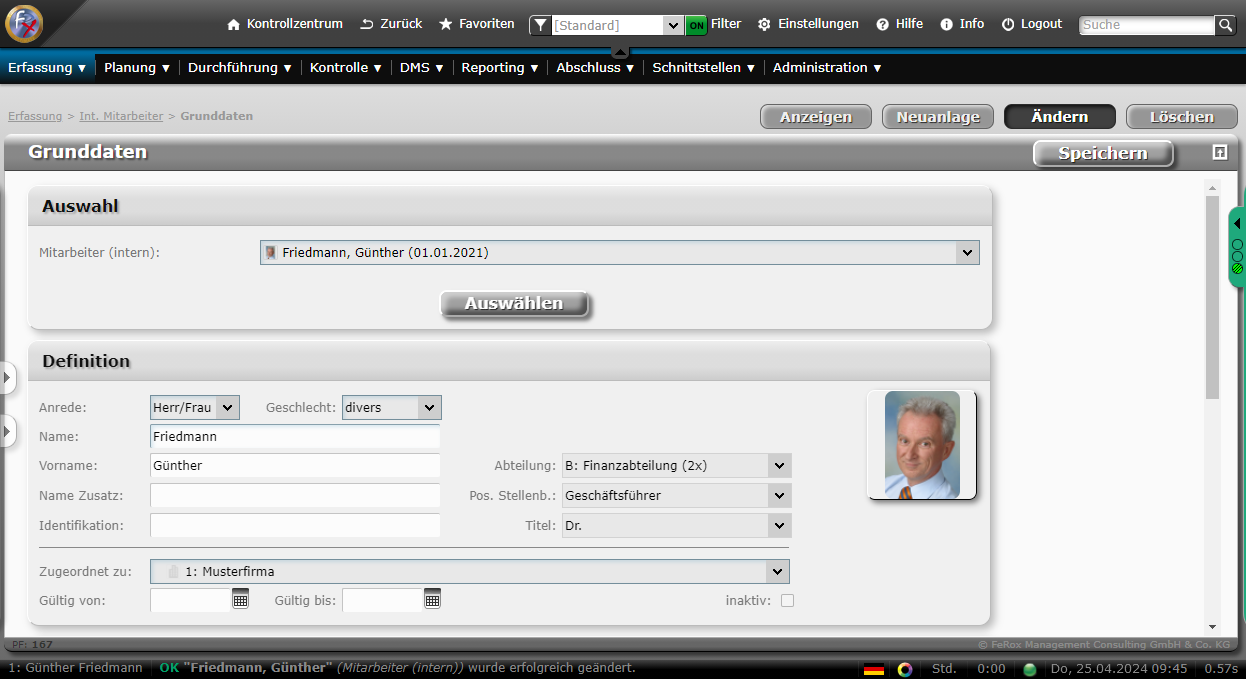 Kontrollzentrum Zurück Favoriten [Standard] ON Filter Einstellungen Hilfe Info Logout Suche
Erfassung ▼ Planung ▼ Durchführung ▼ Kontrolle ▼ DMS ▼ Reporting ▼ Abschluss ▼ Schnittstellen ▼ Administration ▼
Erfassung > Int. Mitarbeiter > Grunddaten Anzeigen Neuanlage Ändern Löschen
Grunddaten Speichern
Auswahl
Mitarbeiter (intern): Friedmann, Günther (01.01.2021)
Auswählen
Definition
Anrede: Herr/Frau Geschlecht: divers
Name: Friedmann
Vorname: Günther Abteilung: B: Finanzabteilung (2x)
Name Zusatz: Pos. Stellenb.: Geschäftsführer
Identifikation: Titel: Dr.
Zugeordnet zu: 1: Musterfirma
Gültig von: Gültig bis: inaktiv:
PF: 167 © FeRox Management Consulting GmbH & Co. KG
1: Günther Friedmann OK "Friedmann, Günther" (Mitarbeiter (intern)) wurde erfolgreich geändert. Std. 0:00 Do, 25.04.2024 09:45 0.57s